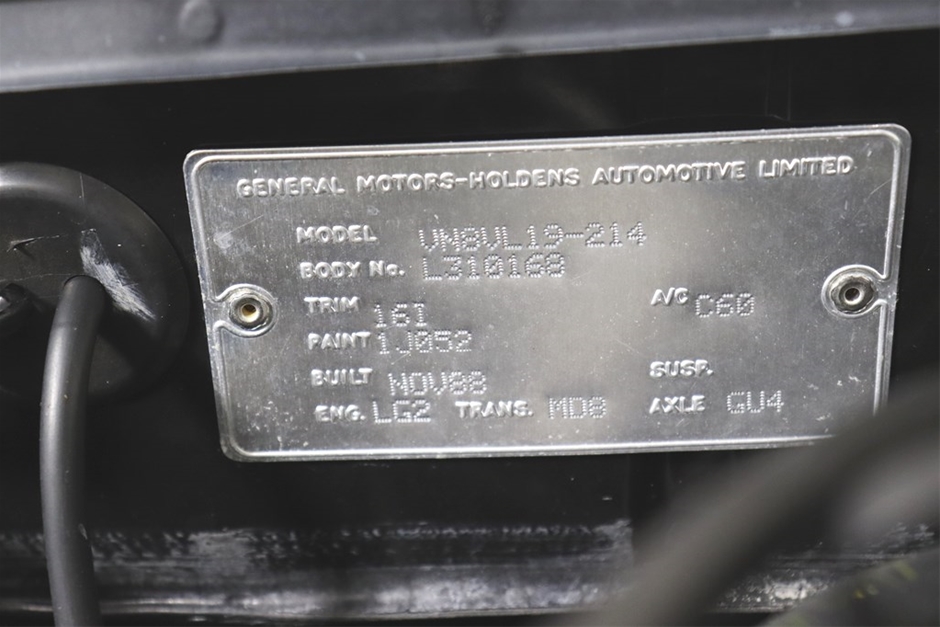 GENERAL MOTORS-HOLDENS AUTOMOTIVE LIMITED
MODEL VN8VL19-214
BODY No. L310168
TRIM 16I A/C C60
PAINT 1J052
BUILT NOV88 SUSP.
ENG. LG2 TRANS. MD8 AXLE GU4